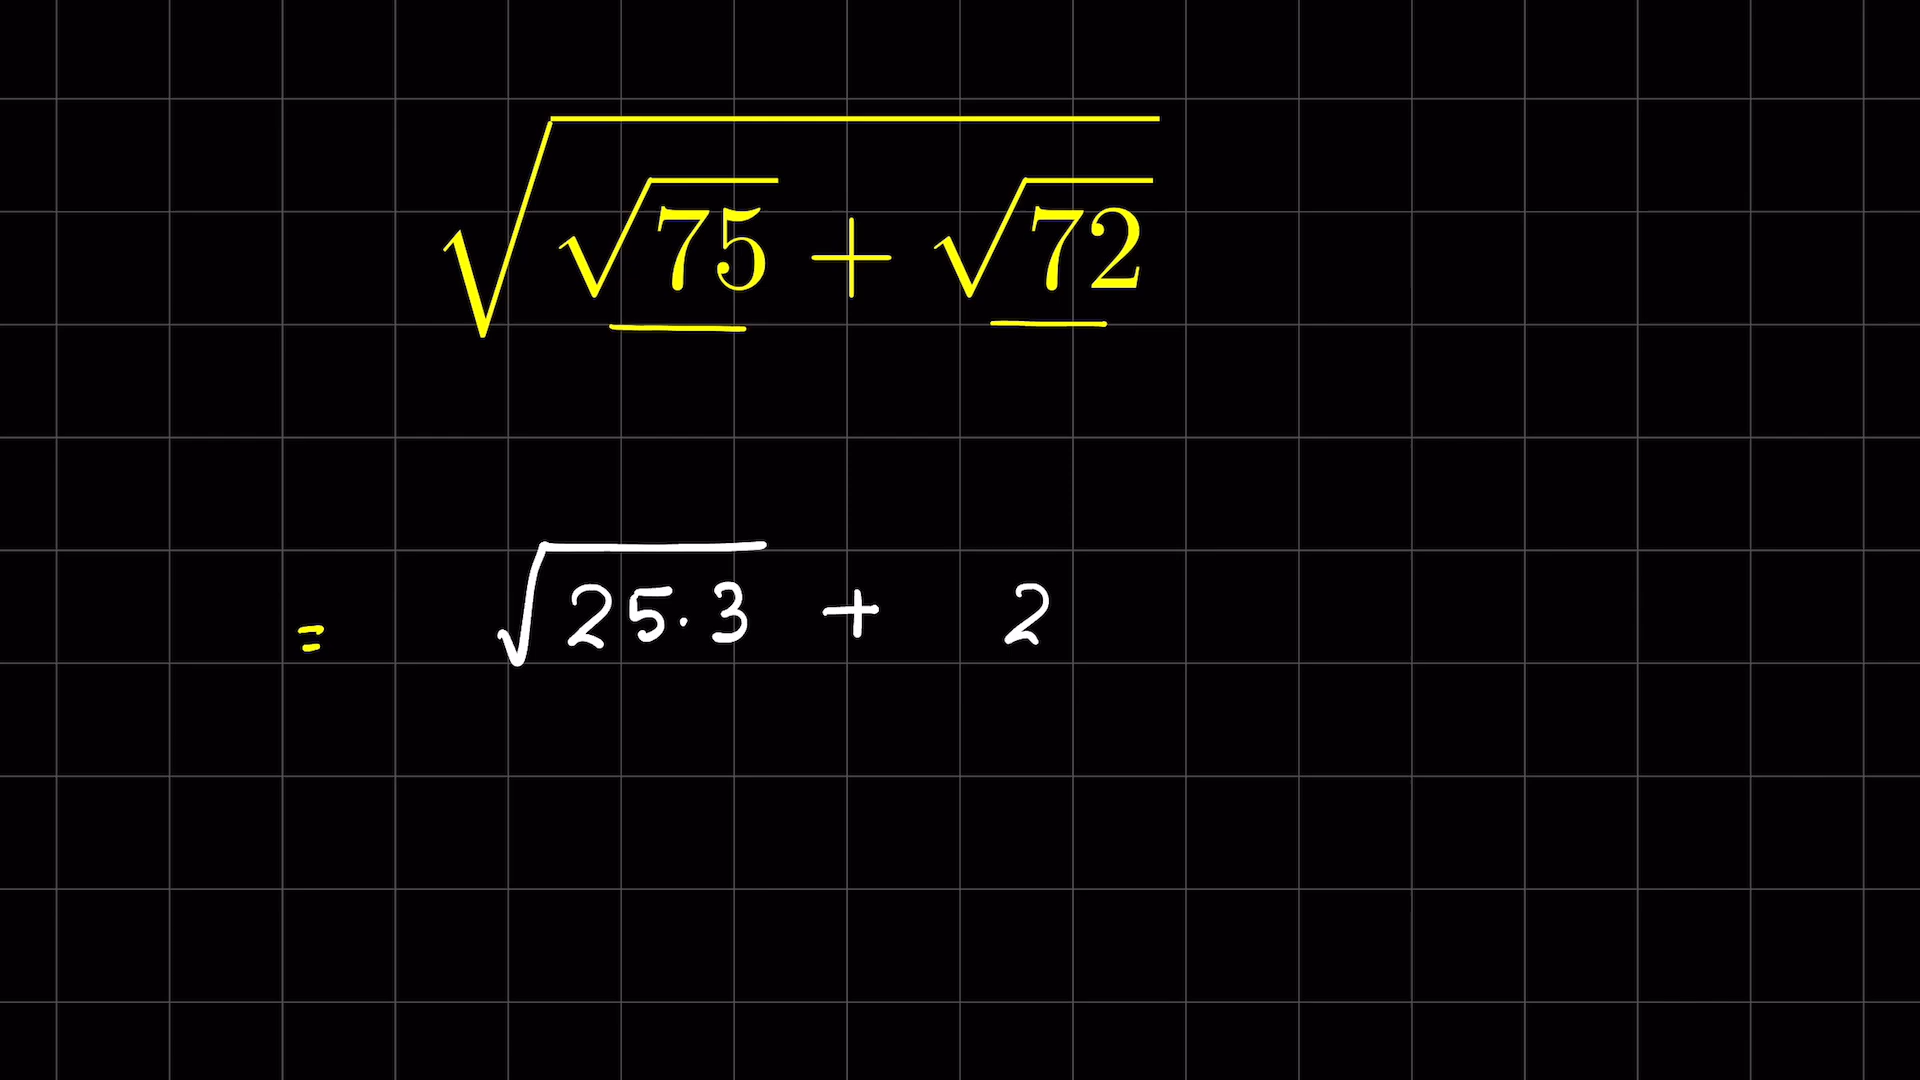 √(√75 + √72)
= √25·3 + 2